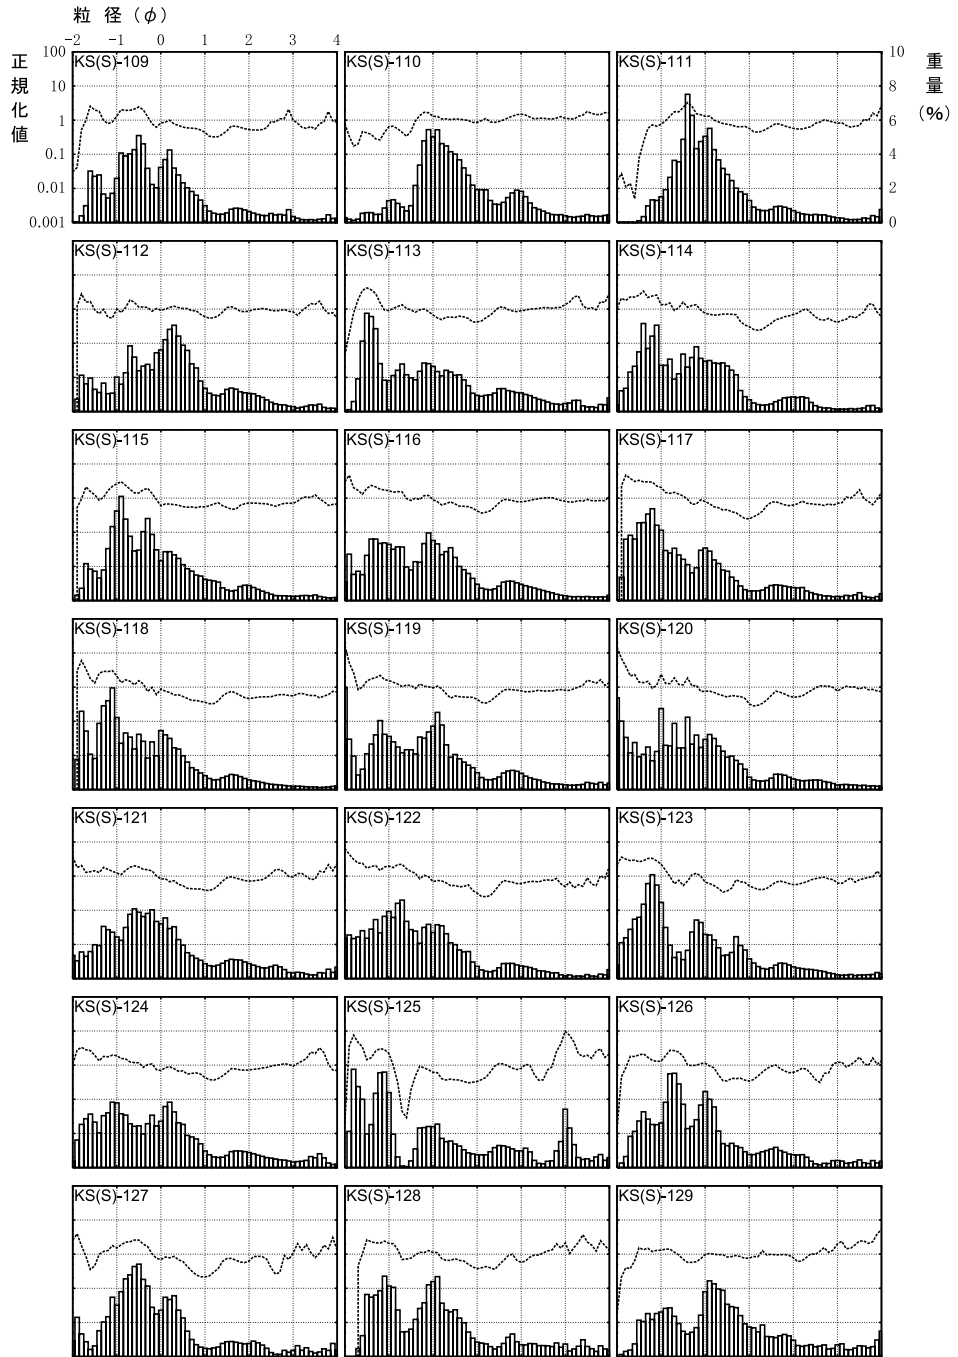 粒 径 (φ)
−2 −1 0 1 2 3 4
正規化値
100
10
1
0.1
0.01
0.001
重量(%)
10
8
6
4
2
0
KS(S)-109 KS(S)-110 KS(S)-111
KS(S)-112 KS(S)-113 KS(S)-114
KS(S)-115 KS(S)-116 KS(S)-117
KS(S)-118 KS(S)-119 KS(S)-120
KS(S)-121 KS(S)-122 KS(S)-123
KS(S)-124 KS(S)-125 KS(S)-126
KS(S)-127 KS(S)-128 KS(S)-129